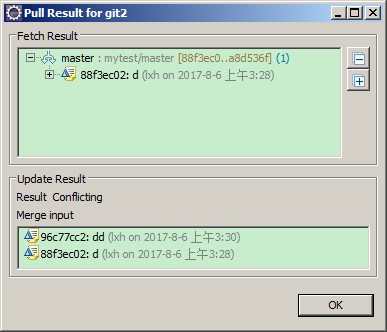 Pull Result for git2
Fetch Result
master : mytest/master [88f3ec0..a8d536f] (1)
88f3ec02: d (lxh on 2017-8-6 上午3:28)
Update Result
Result Conflicting
Merge input
96c77cc2: dd (lxh on 2017-8-6 上午3:30)
88f3ec02: d (lxh on 2017-8-6 上午3:28)
OK